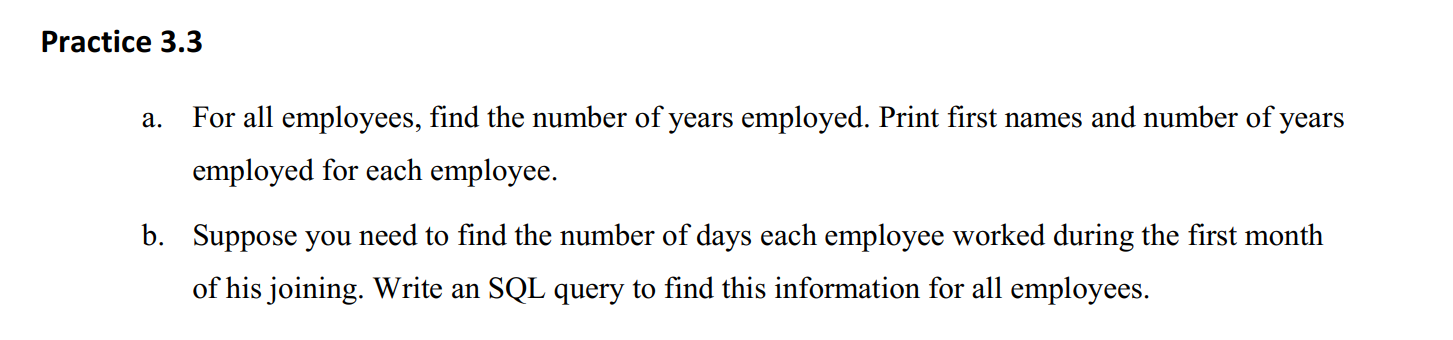 Practice 3.3
a. For all employees, find the number of years employed. Print first names and number of years
employed for each employee.
b. Suppose you need to find the number of days each employee worked during the first month
of his joining. Write an SQL query to find this information for all employees.